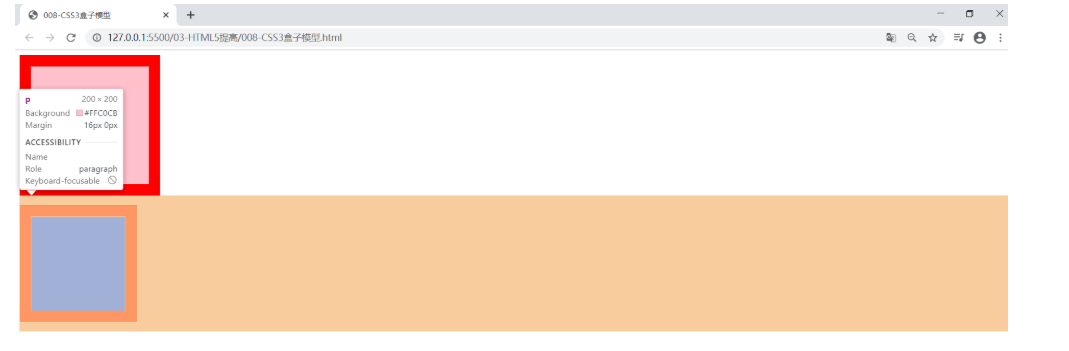 008-CSS3盒子模型
127.0.0.1:5500/03-HTML5提高/008-CSS3盒子模型.html
p 200 × 200
Background #FFC0CB
Margin 16px 0px
ACCESSIBILITY
Name
Role paragraph
Keyboard-focusable